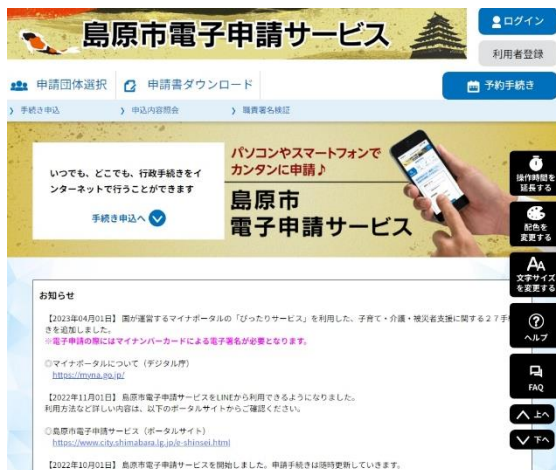 島原市電子申請サービス
ログイン
利用者登録
申請団体選択
申請書ダウンロード
予約手続き
手続き申込
申込内容照会
職責署名検証
いつでも、どこでも、行政手続きをイ
ンターネットで行うことができます
手続き申込へ
パソコンやスマートフォンで
カンタンに申請♪
島原市
電子申請サービス
操作時間を
延長する
配色を
変更する
AA
文字サイズ
を変更する
?
ヘルプ
FAQ
上へ
下へ
お知らせ
【2023年04月01日】 国が運営するマイナポータルの「ぴったりサービス」を利用した、子育て・介護・被災者支援に関する27手
きを追加しました。
※電子申請の際にはマイナンバーカードによる電子署名が必要となります。
◎マイナポータルについて（デジタル庁）
https://myna.go.jp/
【2022年11月01日】 島原市電子申請サービスをLINEから利用できるようになりました。
利用方法など詳しい内容は、以下のポータルサイトからご確認ください。
◎島原市電子申請サービス（ポータルサイト）
https://www.city.shimabara.lg.jp/e-shinsei.html
【2022年10月01日】 島原市電子申請サービスを開始しました。申請手続きは随時更新していきます。